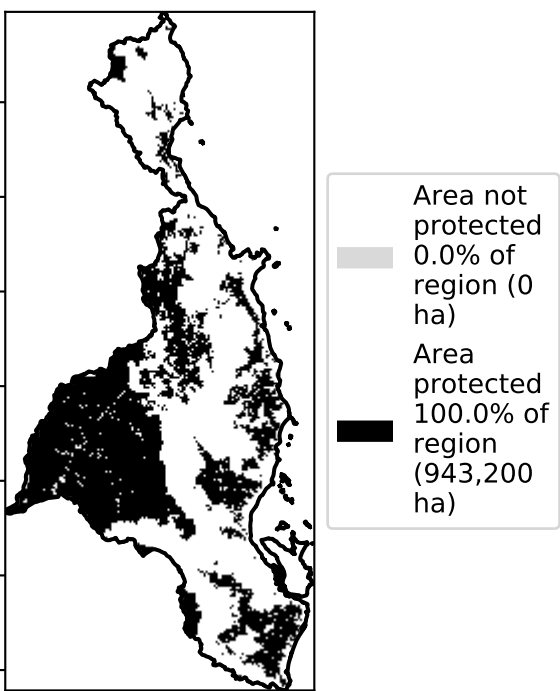 Area not
protected
0.0% of
region (0
ha)
Area
protected
100.0% of
region
(943,200
ha)